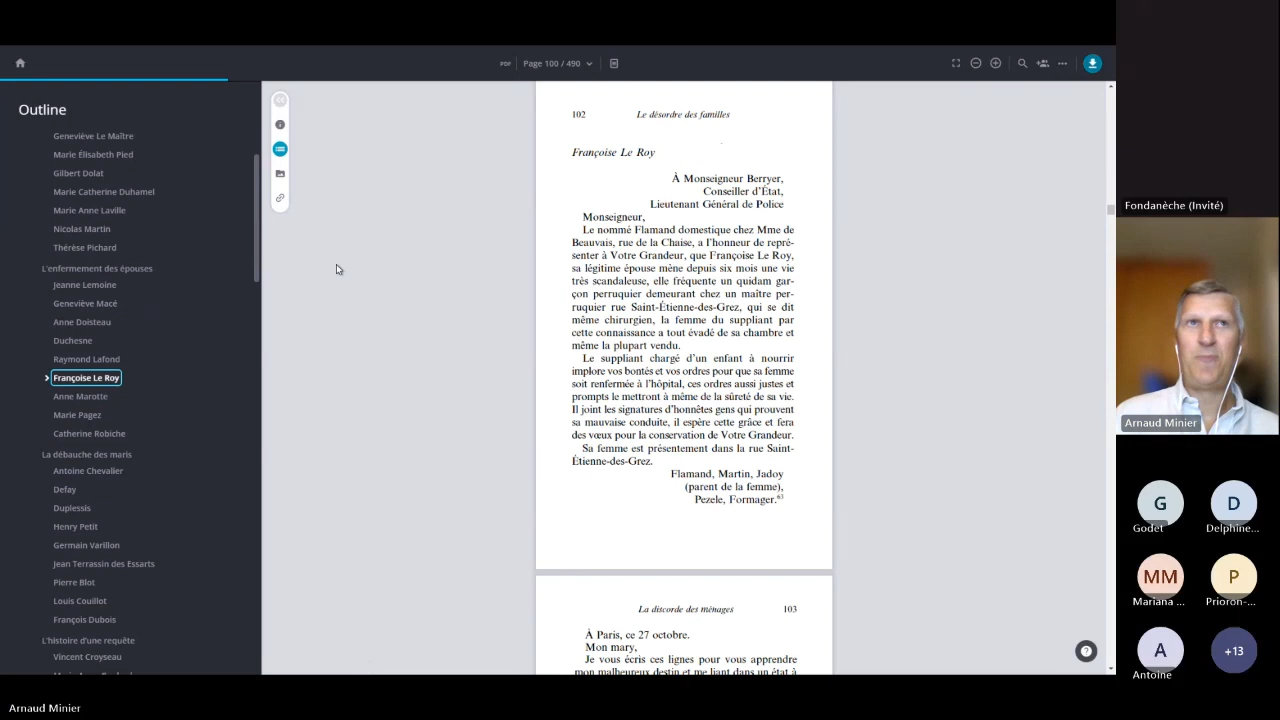 PDF
Page 100 / 490
Outline
Geneviève Le Maître
Marie Élisabeth Pied
Gilbert Dolat
Marie Catherine Duhamel
Marie Anne Laville
Nicolas Martin
Thérèse Pichard
L'enfermement des épouses
Jeanne Lemoine
Geneviève Macé
Anne Doisteau
Duchesne
Raymond Lafond
Françoise Le Roy
Anne Marotte
Marie Pagez
Catherine Robiche
La débauche des maris
Antoine Chevalier
Defay
Duplessis
Henry Petit
Germain Varillon
Jean Terrassin des Essarts
Pierre Blot
Louis Couillot
François Dubois
L'histoire d'une requête
Vincent Croyseau
102 Le désordre des familles
Françoise Le Roy
À Monseigneur Berryer,
Conseiller d'État,
Lieutenant Général de Police
Monseigneur,
Le nommé Flamand domestique chez Mme de
Beauvais, rue de la Chaise, a l'honneur de repré-
senter à Votre Grandeur, que Françoise Le Roy,
sa légitime épouse mène depuis six mois une vie
très scandaleuse, elle fréquente un quidam gar-
çon perruquier demeurant chez un maître per-
ruquier rue Saint-Étienne-des-Grez, qui se dit
même chirurgien, la femme du suppliant par
cette connaissance a tout évadé de sa chambre et
même la plupart vendu.
Le suppliant chargé d'un enfant à nourrir
implore vos bontés et vos ordres pour que sa femme
soit renfermée à l'hôpital, ces ordres aussi justes et
prompts le mettront à même de la sûreté de sa vie.
Il joint les signatures d'honnêtes gens qui prouvent
sa mauvaise conduite, il espère cette grâce et fera
des vœux pour la conservation de Votre Grandeur.
Sa femme est présentement dans la rue Saint-
Étienne-des-Grez.
Flamand, Martin, Jadoy
(parent de la femme),
Pezele, Formager.63
La discorde des ménages 103
À Paris, ce 27 octobre.
Mon mary,
Je vous écris ces lignes pour vous apprendre
mon malheureux destin et me liant dans un état à
Fondanèche (Invité)
Arnaud Minier
G
Godet
D
Delphine...
MM
Mariana ...
P
Prioron-...
A
Antoine
+13
Arnaud Minier